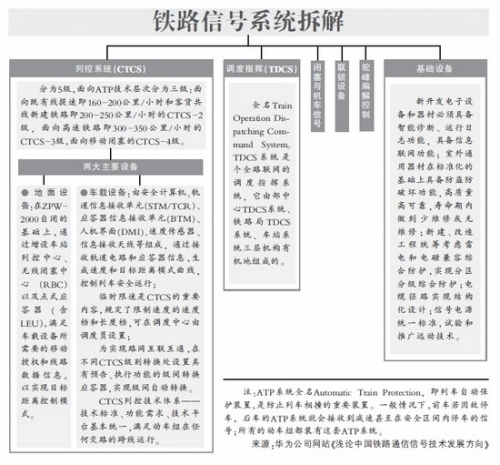 铁路信号系统拆解
列控系统(CTCS)
分为5级,面向ATP技术层次分为三级:面
向既有线提速即160-200公里/小时和客货共
线新建铁路即200-250公里/小时的CTCS-2
级,面向高速铁路即300-350公里/小时的
CTCS-3级,面向移动闭塞的CTCS-4级。
两大主要设备
●地面设
备:在ZPW-
2000自闭的
基础上,通
过增设车站
列控中心、
无线闭塞中
心(RBC)
以及点式应
答器(含
LEU),满足
车载设备所
需要的移动
授权和线路
数据信息,
以实现目标
距离控制模
式。
●车载设备:由安全计算机、轨
道信息接收单元(STM/TCR)、
应答器信息接收单元(BTM)、
人机界面(DMI)、速度传感器、
信息接收天线等组成,通过接
收轨道电路和应答器信息,生
成速度和目标距离模式曲线,
控制列车安全运行;
临时限速是CTCS的重要
内容,规定了限制速度的速度
档和长度档,可在调度中心由
调度员设置;
为实现路网互联互通,在
不同CTCS级别转换处设置具
有预告、执行功能的级间转换
应答器,实现级间自动转换。
CTCS列控技术体系——
技术标准、功能需求、技术平台
基本统一,满足动车组在任
何交路的跨线运行。
调度指挥(TDCS)
全名Train
Operation Dis-
patching Com-
mand System,
TDCS系统是
个全路联网的
调度指挥系
统,它由部中
心TDCS系统、
铁路局TDCS
系统、车站系
统三层机构有
机地组成的。
闭塞与机车信号
联锁设备
驼峰编解控制
基础设备
新开发电子设
备和器材必须具备
智能诊断、运行日
志功能,具备信息
联网功能;室外通
用器材在标准化的
基础上具备防盗防
破坏功能,高质量
高可靠,寿命期内
做到少维修或无
维修;新建、改造
工程统筹考虑雷
电和电磁兼容综
合防护,实现分区
分级综合防护;电
缆径路实现结构
化设计;信号电源
统一标准,试验和
推广运动技术。
注:ATP系统全名Automatic Train Protection, 即列车自动保
护装置,是防止列车相撞的重要装置。一般情况下,前车若因故停
车,后车的ATP系统就会接收到减速甚至在安全区间内停车的信
号;所有的动车组都装有这套ATP系统。
来源:华为公司网站《浅论中国铁路通信信号技术发展方向》